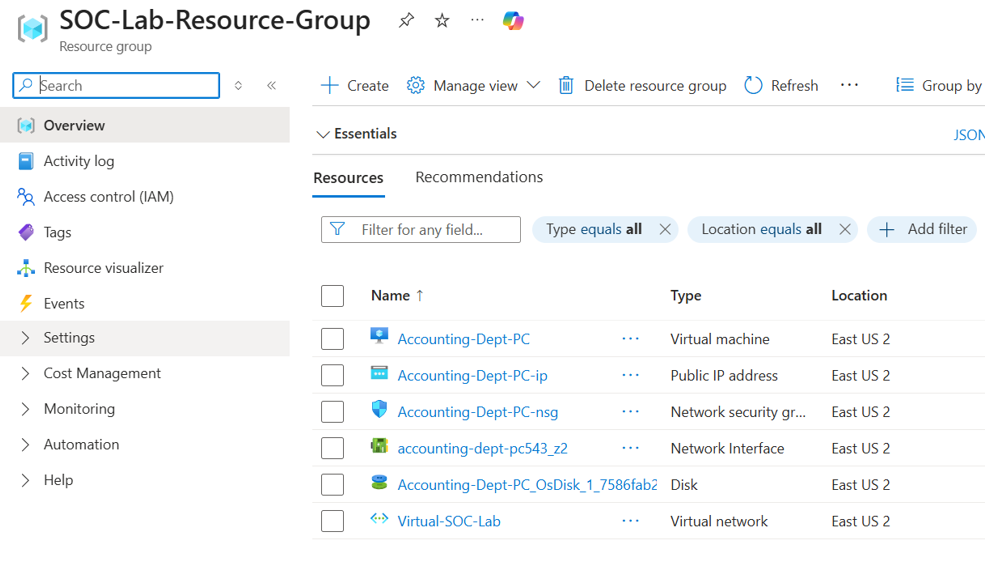 SOC-Lab-Resource-Group
Resource group
Search
Create
Manage view
Delete resource group
Refresh
Group by
Overview
Activity log
Access control (IAM)
Tags
Resource visualizer
Events
Settings
Cost Management
Monitoring
Automation
Help
Essentials
JSON
Resources
Recommendations
Filter for any field...
Type equals all
Location equals all
Add filter
Name ↑ Type Location
Accounting-Dept-PC ... Virtual machine East US 2
Accounting-Dept-PC-ip ... Public IP address East US 2
Accounting-Dept-PC-nsg ... Network security gr... East US 2
accounting-dept-pc543_z2 ... Network Interface East US 2
Accounting-Dept-PC_OsDisk_1_7586fab2 ... Disk East US 2
Virtual-SOC-Lab ... Virtual network East US 2